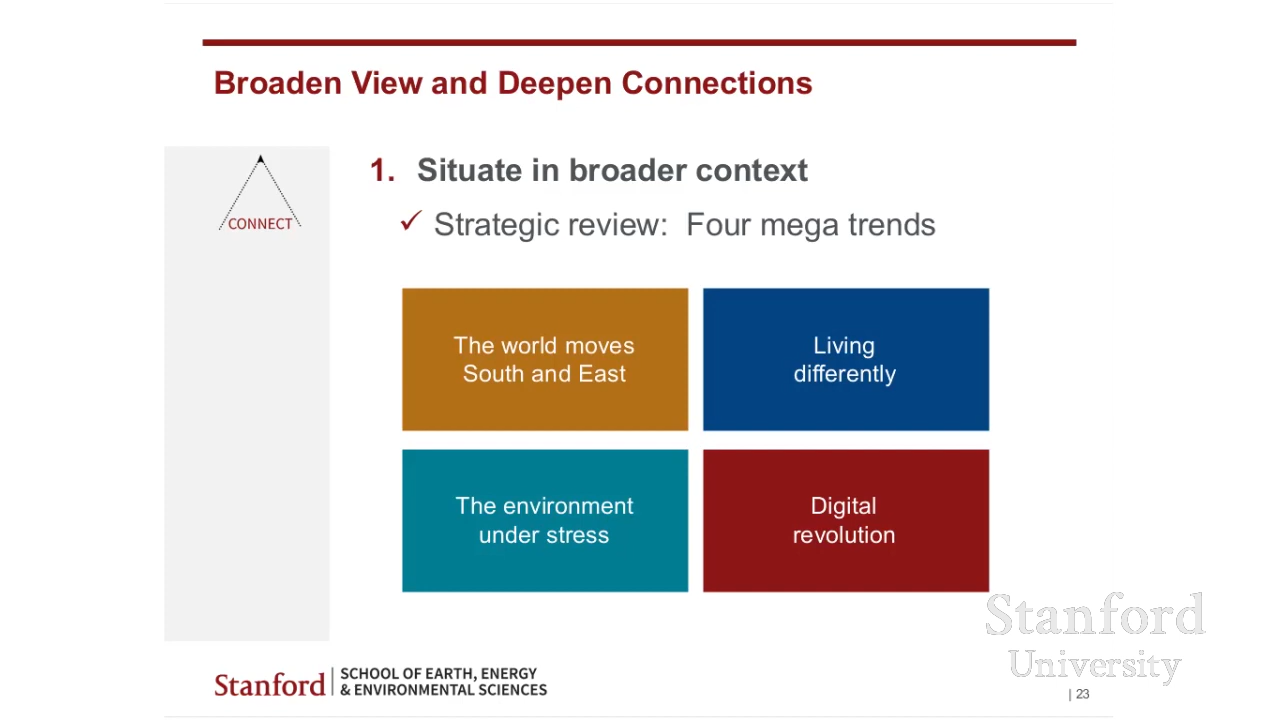 Broaden View and Deepen Connections
CONNECT
1. Situate in broader context
✓ Strategic review: Four mega trends
The world moves
South and East
Living
differently
The environment
under stress
Digital
revolution
Stanford
University
Stanford
SCHOOL OF EARTH, ENERGY
& ENVIRONMENTAL SCIENCES
| 23